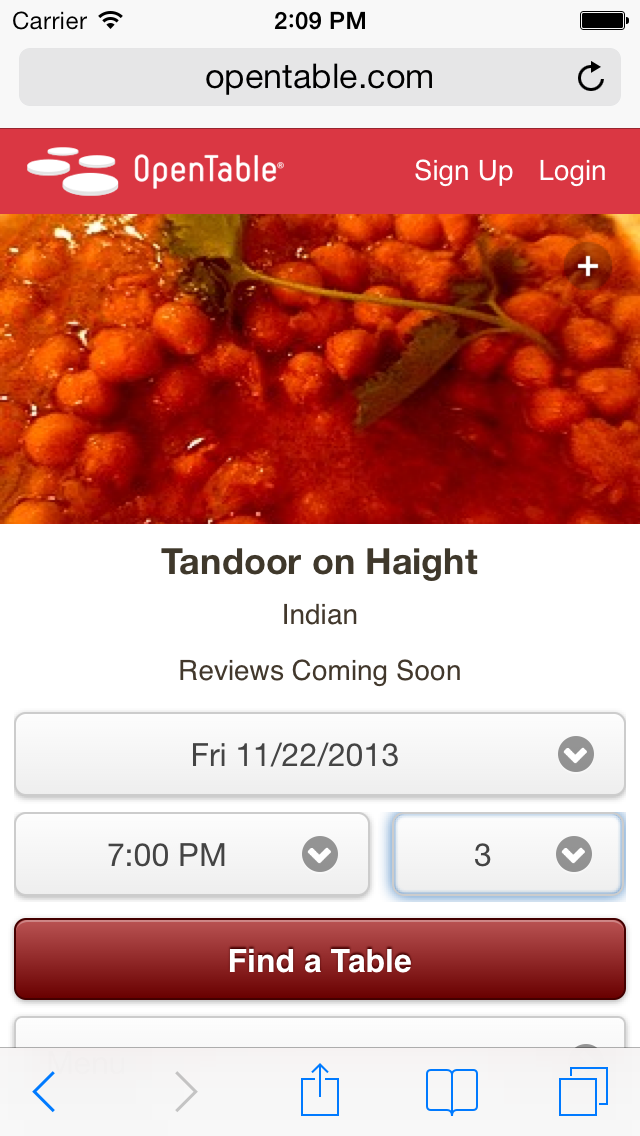 Carrier 2:09 PM
opentable.com
OpenTable® Sign Up Login
Tandoor on Haight
Indian
Reviews Coming Soon
Fri 11/22/2013
7:00 PM 3
Find a Table
Menu